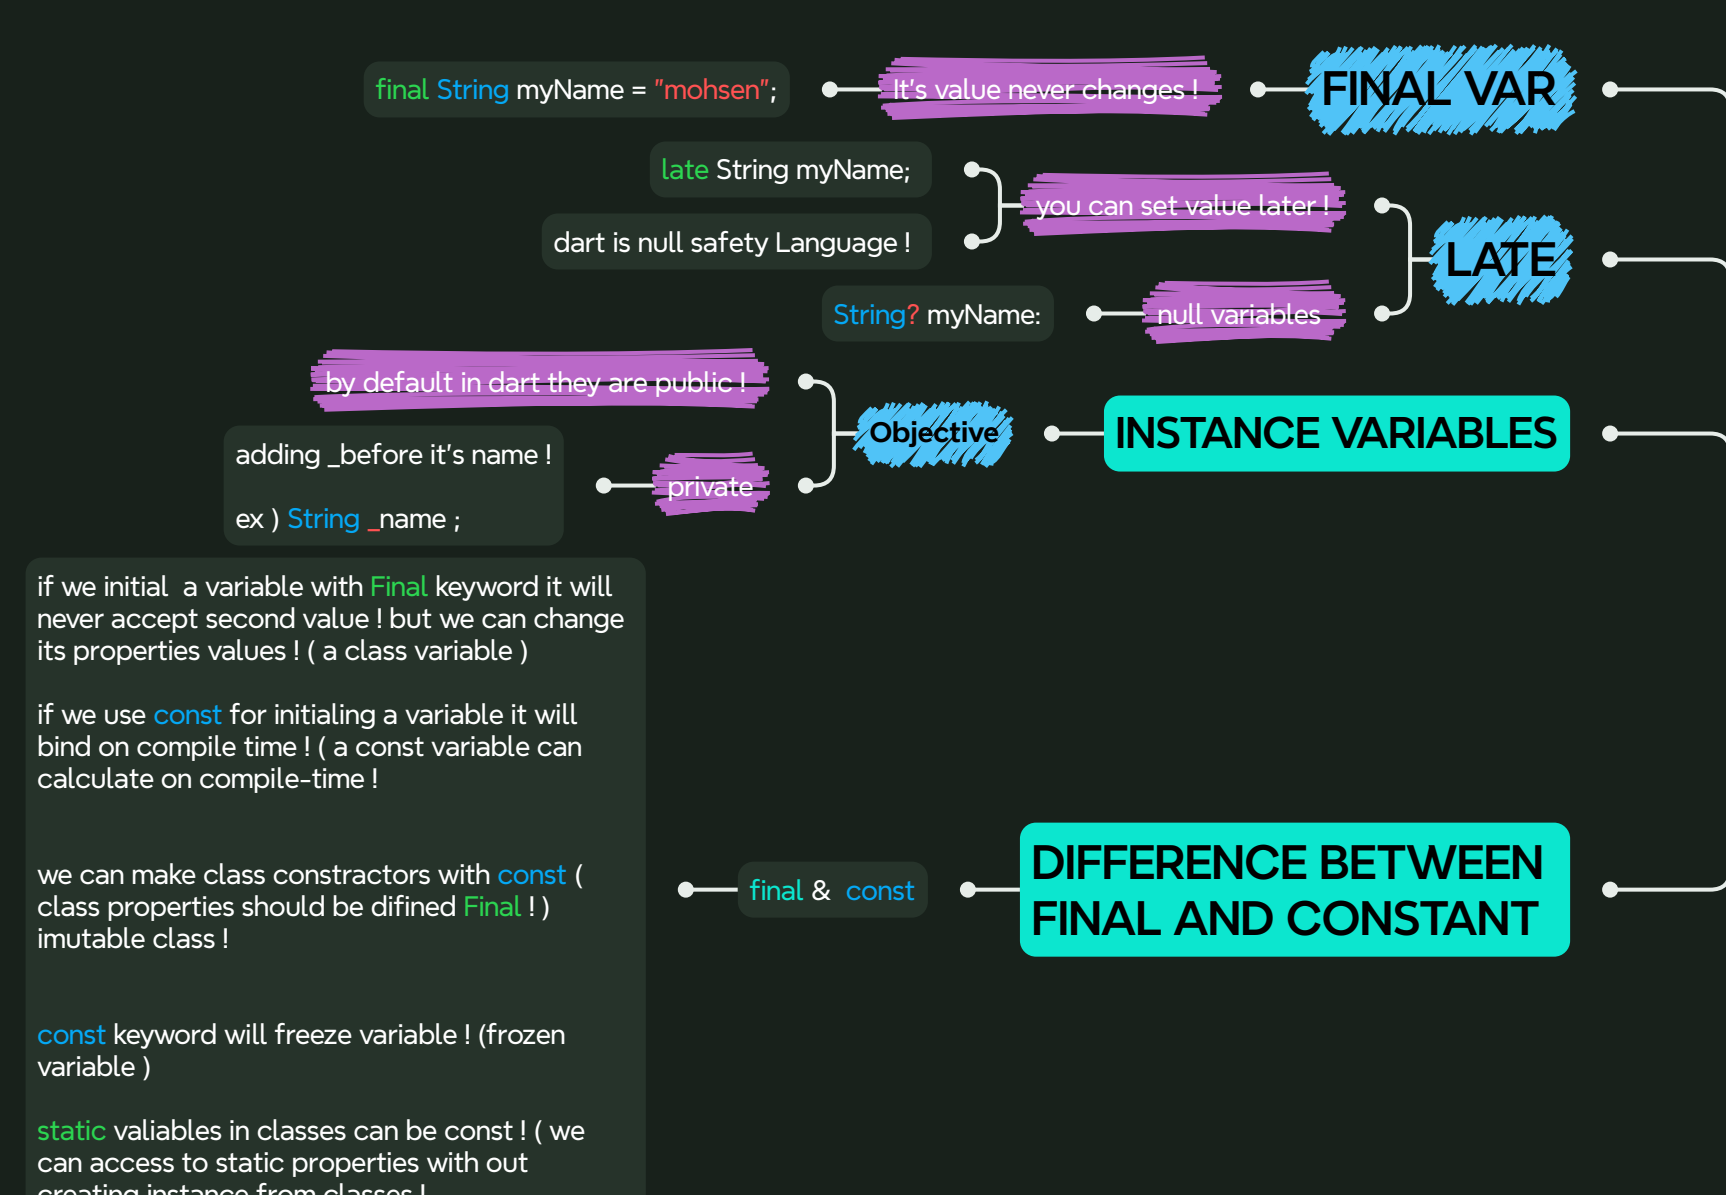 FINAL VAR
It's value never changes !
final String myName = "mohsen";
LATE
you can set value later !
late String myName;
dart is null safety Language !
null variables
String? myName:
INSTANCE VARIABLES
Objective
by default in dart they are public !
private
adding _before it's name !
ex ) String _name ;
DIFFERENCE BETWEEN
FINAL AND CONSTANT
final & const
if we initial a variable with Final keyword it will
never accept second value ! but we can change
its properties values ! ( a class variable )
if we use const for initialing a variable it will
bind on compile time ! ( a const variable can
calculate on compile-time !
we can make class constractors with const (
class properties should be difined Final ! )
imutable class !
const keyword will freeze variable ! (frozen
variable )
static valiables in classes can be const ! ( we
can access to static properties with out
creating instance from classes !